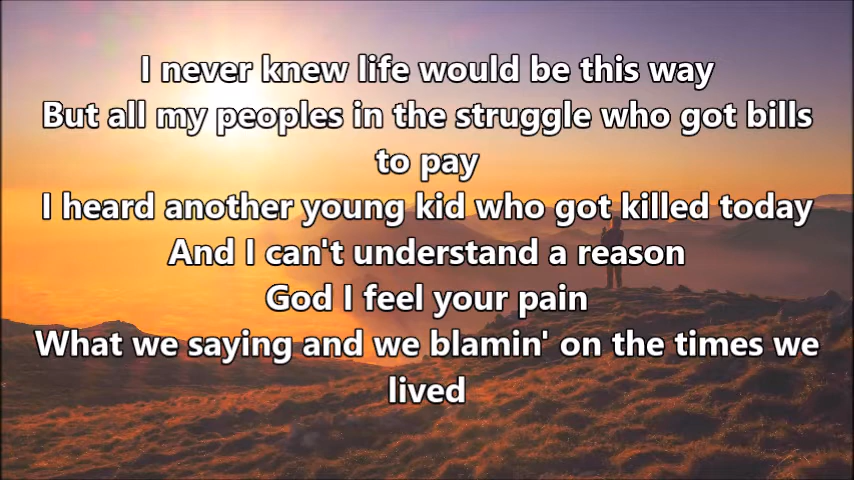 I never knew life would be this way
But all my peoples in the struggle who got bills
to pay
I heard another young kid who got killed today
And I can't understand a reason
God I feel your pain
What we saying and we blamin' on the times we
lived